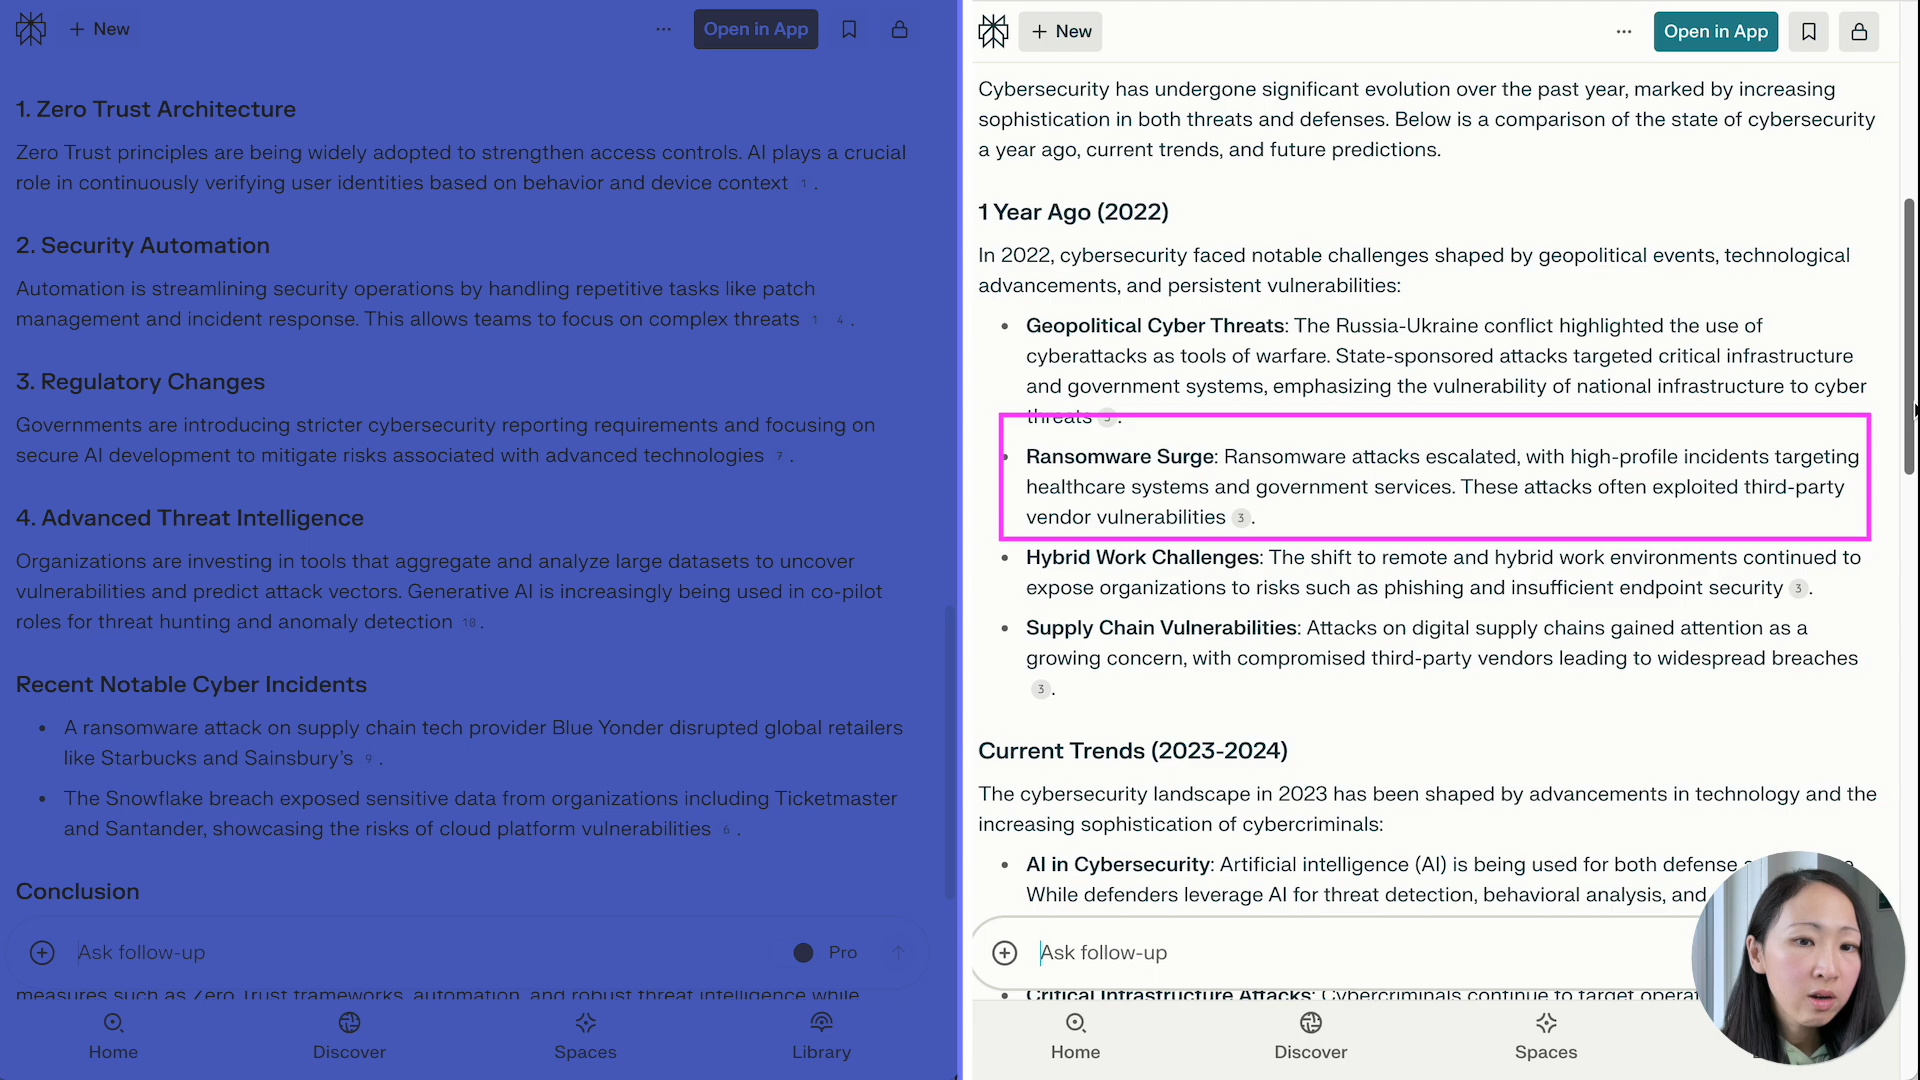 New
Open in App
1. Zero Trust Architecture
Zero Trust principles are being widely adopted to strengthen access controls. AI plays a crucial
role in continuously verifying user identities based on behavior and device context 1 .
2. Security Automation
Automation is streamlining security operations by handling repetitive tasks like patch
management and incident response. This allows teams to focus on complex threats 1 4 .
3. Regulatory Changes
Governments are introducing stricter cybersecurity reporting requirements and focusing on
secure AI development to mitigate risks associated with advanced technologies 7 .
4. Advanced Threat Intelligence
Organizations are investing in tools that aggregate and analyze large datasets to uncover
vulnerabilities and predict attack vectors. Generative AI is increasingly being used in co-pilot
roles for threat hunting and anomaly detection 10 .
Recent Notable Cyber Incidents
• A ransomware attack on supply chain tech provider Blue Yonder disrupted global retailers
like Starbucks and Sainsbury's 9 .
• The Snowflake breach exposed sensitive data from organizations including Ticketmaster
and Santander, showcasing the risks of cloud platform vulnerabilities 6 .
Conclusion
Ask follow-up
Pro
measures such as Zero Trust frameworks, automation, and robust threat intelligence while
Home
Discover
Spaces
Library
New
Open in App
Cybersecurity has undergone significant evolution over the past year, marked by increasing
sophistication in both threats and defenses. Below is a comparison of the state of cybersecurity
a year ago, current trends, and future predictions.
1 Year Ago (2022)
In 2022, cybersecurity faced notable challenges shaped by geopolitical events, technological
advancements, and persistent vulnerabilities:
• Geopolitical Cyber Threats: The Russia-Ukraine conflict highlighted the use of
cyberattacks as tools of warfare. State-sponsored attacks targeted critical infrastructure
and government systems, emphasizing the vulnerability of national infrastructure to cyber
threats .
• Ransomware Surge: Ransomware attacks escalated, with high-profile incidents targeting
healthcare systems and government services. These attacks often exploited third-party
vendor vulnerabilities 3 .
• Hybrid Work Challenges: The shift to remote and hybrid work environments continued to
expose organizations to risks such as phishing and insufficient endpoint security 3 .
• Supply Chain Vulnerabilities: Attacks on digital supply chains gained attention as a
growing concern, with compromised third-party vendors leading to widespread breaches
3 .
Current Trends (2023-2024)
The cybersecurity landscape in 2023 has been shaped by advancements in technology and the
increasing sophistication of cybercriminals:
• AI in Cybersecurity: Artificial intelligence (AI) is being used for both defense
While defenders leverage AI for threat detection, behavioral analysis, and
Ask follow-up
• Critical Infrastructure Attacks: Cybercriminals continue to target
Home
Discover
Spaces